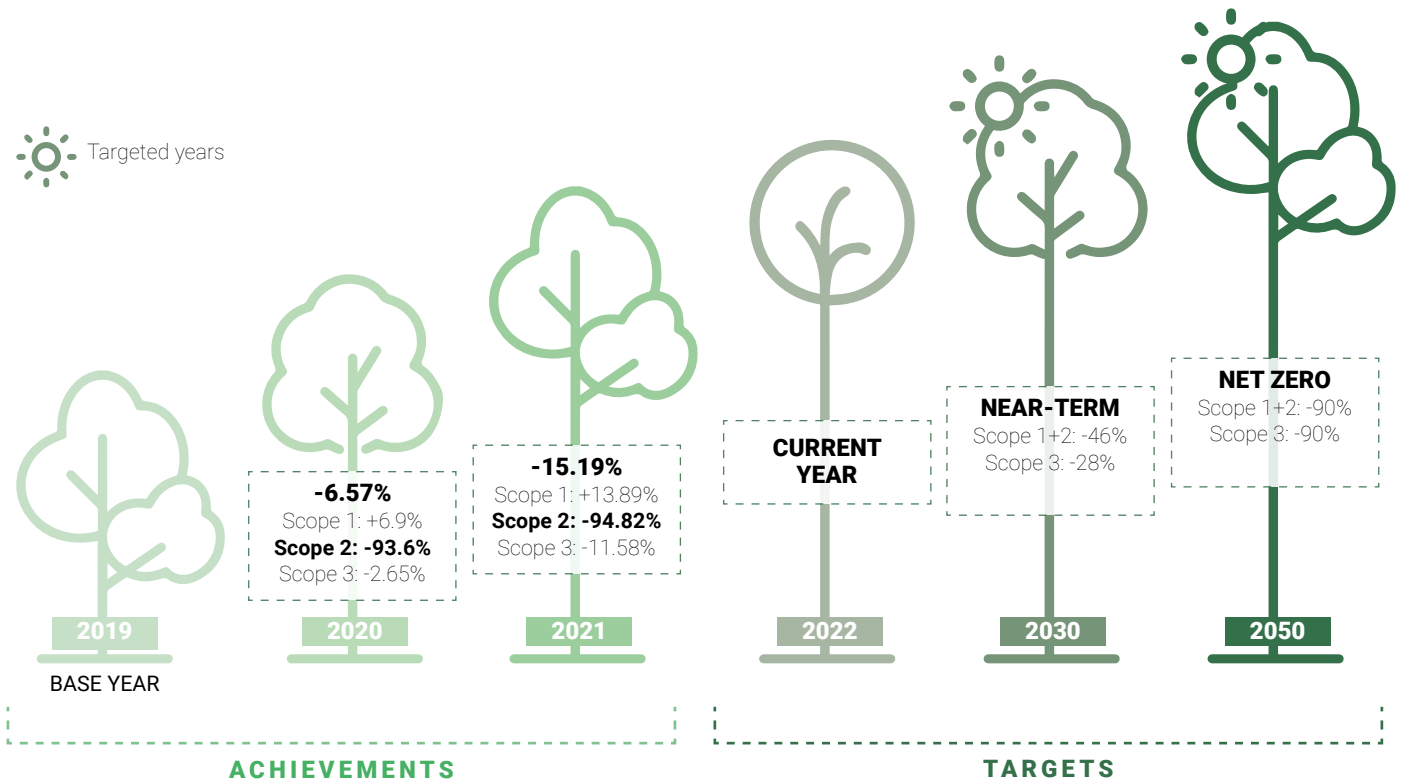 Targeted years
-6.57%
Scope 1: +6.9%
Scope 2: -93.6%
Scope 3: -2.65%
-15.19%
Scope 1: +13.89%
Scope 2: -94.82%
Scope 3: -11.58%
CURRENT
YEAR
NEAR-TERM
Scope 1+2: -46%
Scope 3: -28%
NET ZERO
Scope 1+2: -90%
Scope 3: -90%
2019
2020
2021
2022
2030
2050
BASE YEAR
ACHIEVEMENTS
TARGETS